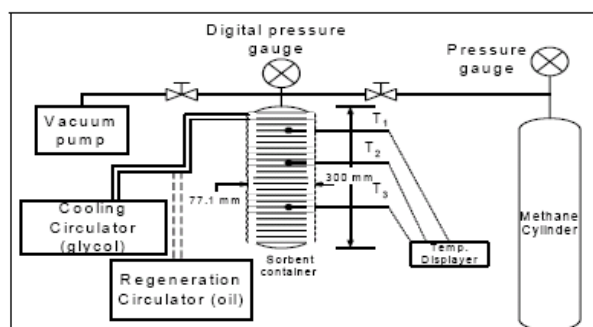 Digital pressure
gauge
Pressure
gauge
Vacuum
pump
T1
T2
T3
300 mm
77.1 mm
Cooling
Circulator
(glycol)
Sorbent
container
Temp.
Displayer
Methane
Cylinder
Regeneration
Circulator (oil)